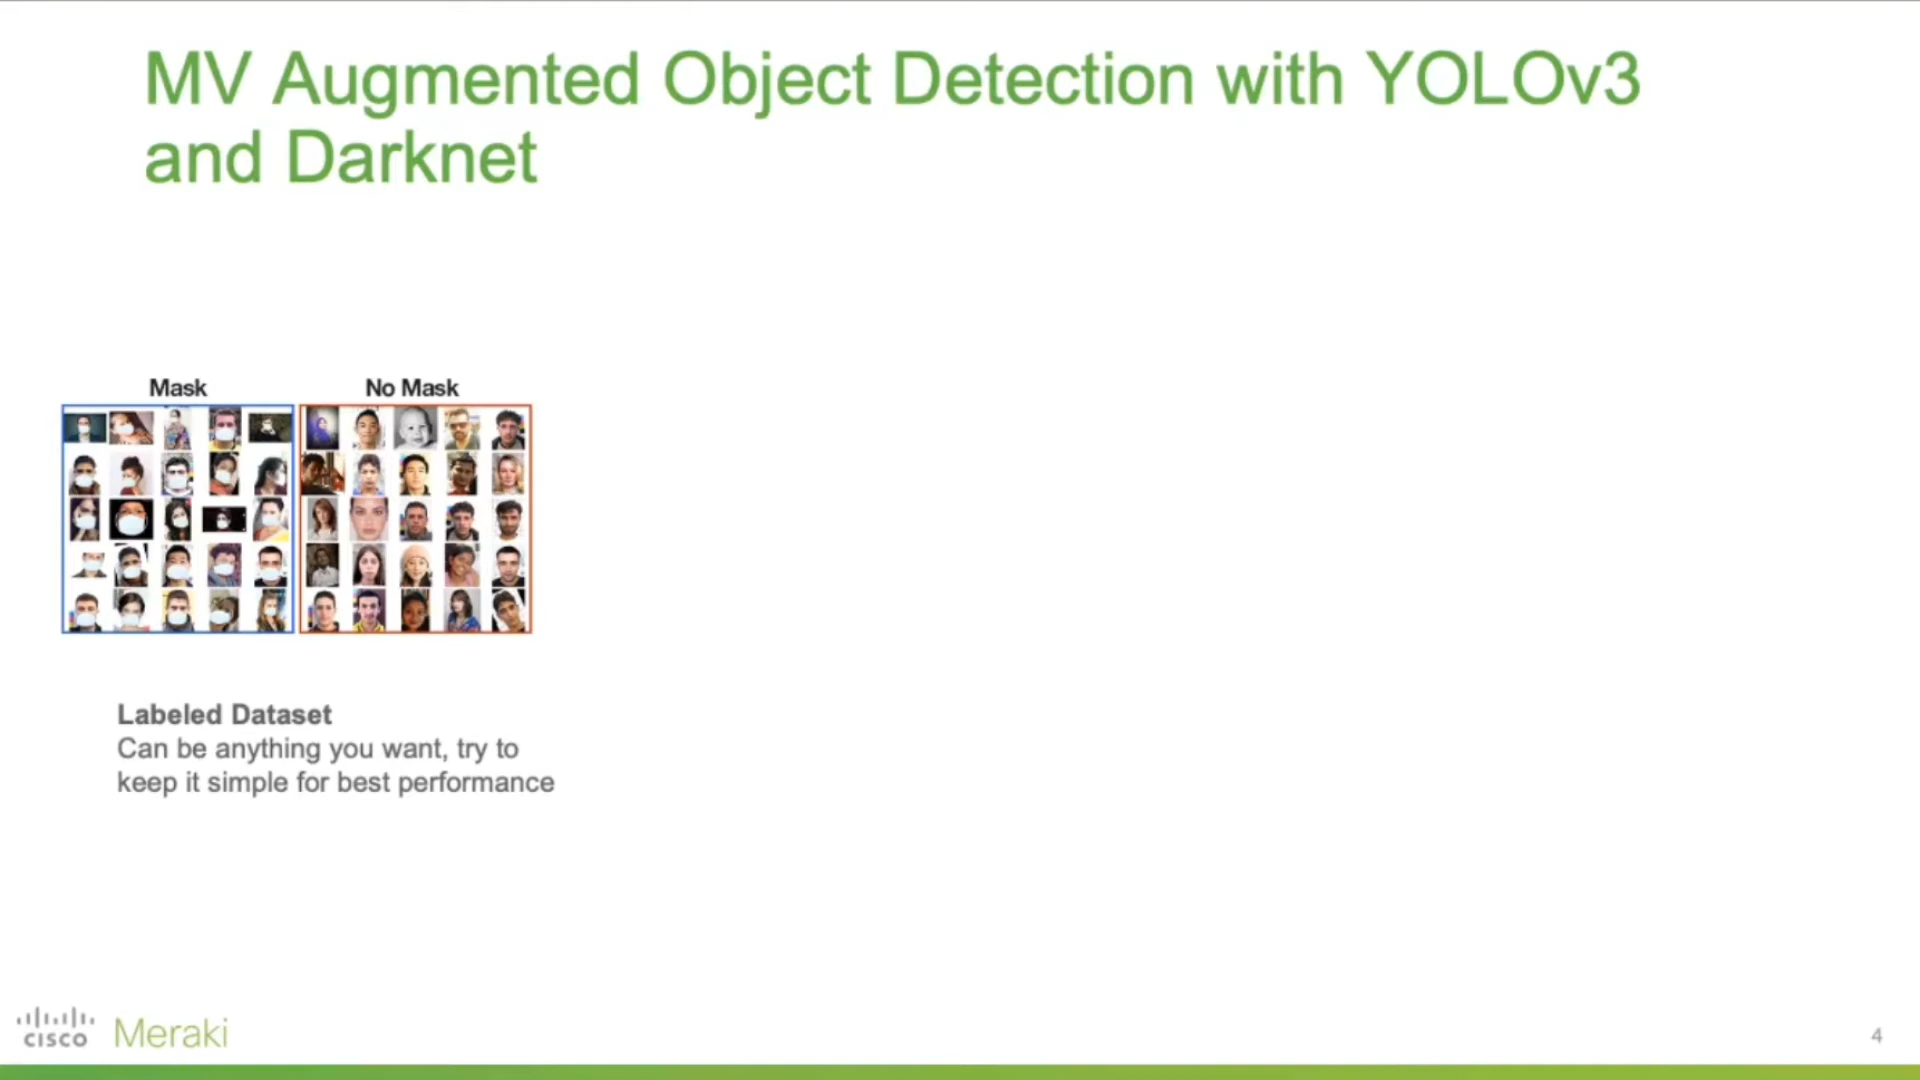 MV Augmented Object Detection with YOLOv3
and Darknet
Mask
No Mask
Labeled Dataset
Can be anything you want, try to
keep it simple for best performance
cisco Meraki
4